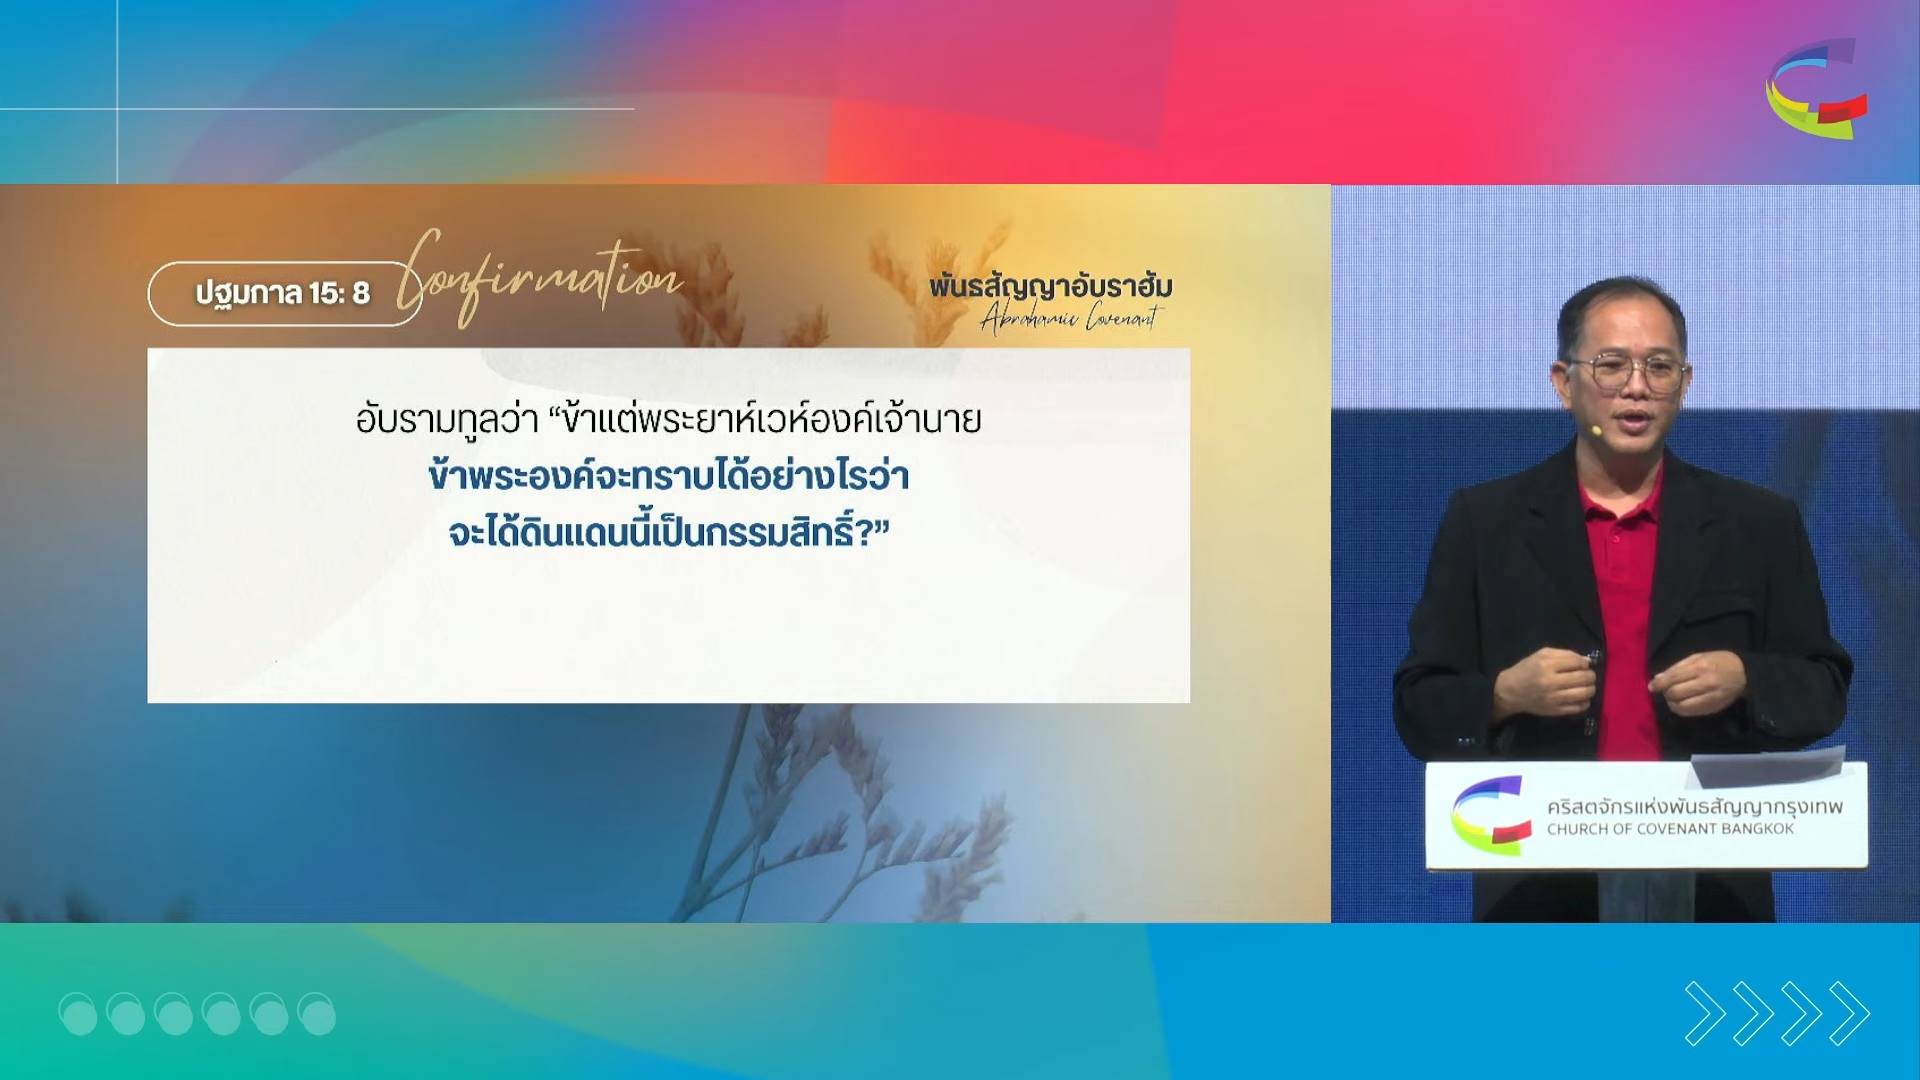 ปฐมกาล 15: 8
Confirmation
พันธสัญญาอับราฮัม
Abrahamic Covenant
อับรามทูลว่า “ข้าแต่พระยาห์เวห์องค์เจ้านาย
ข้าพระองค์จะทราบได้อย่างไรว่า
จะได้ดินแดนนี้เป็นกรรมสิทธิ์?”
คริสตจักรแห่งพันธสัญญากรุงเทพ
CHURCH OF COVENANT BANGKOK